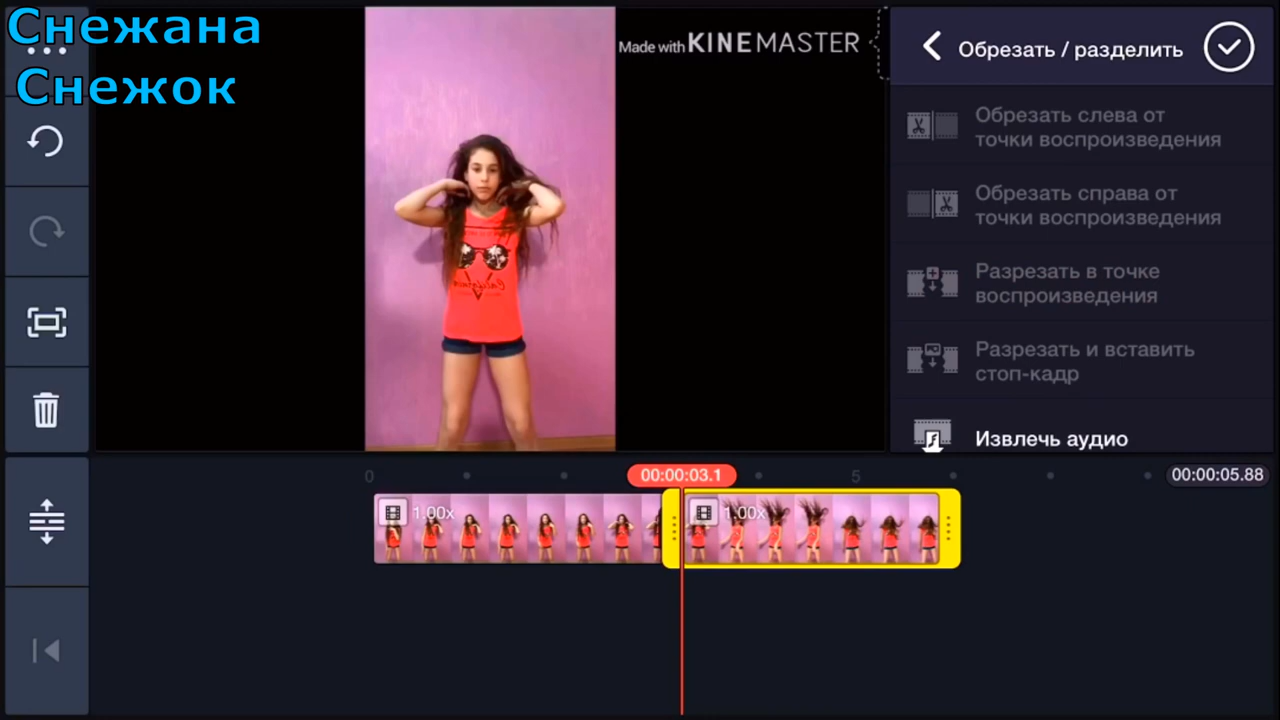 Снежана
Снежок
Made with KINEMASTER
Обрезать / разделить
Обрезать слева от
точки воспроизведения
Обрезать справа от
точки воспроизведения
Разрезать в точке
воспроизведения
Разрезать и вставить
стоп-кадр
Извлечь аудио
0
00:00:03.1
5
00:00:05.88
1.00x
1.00x